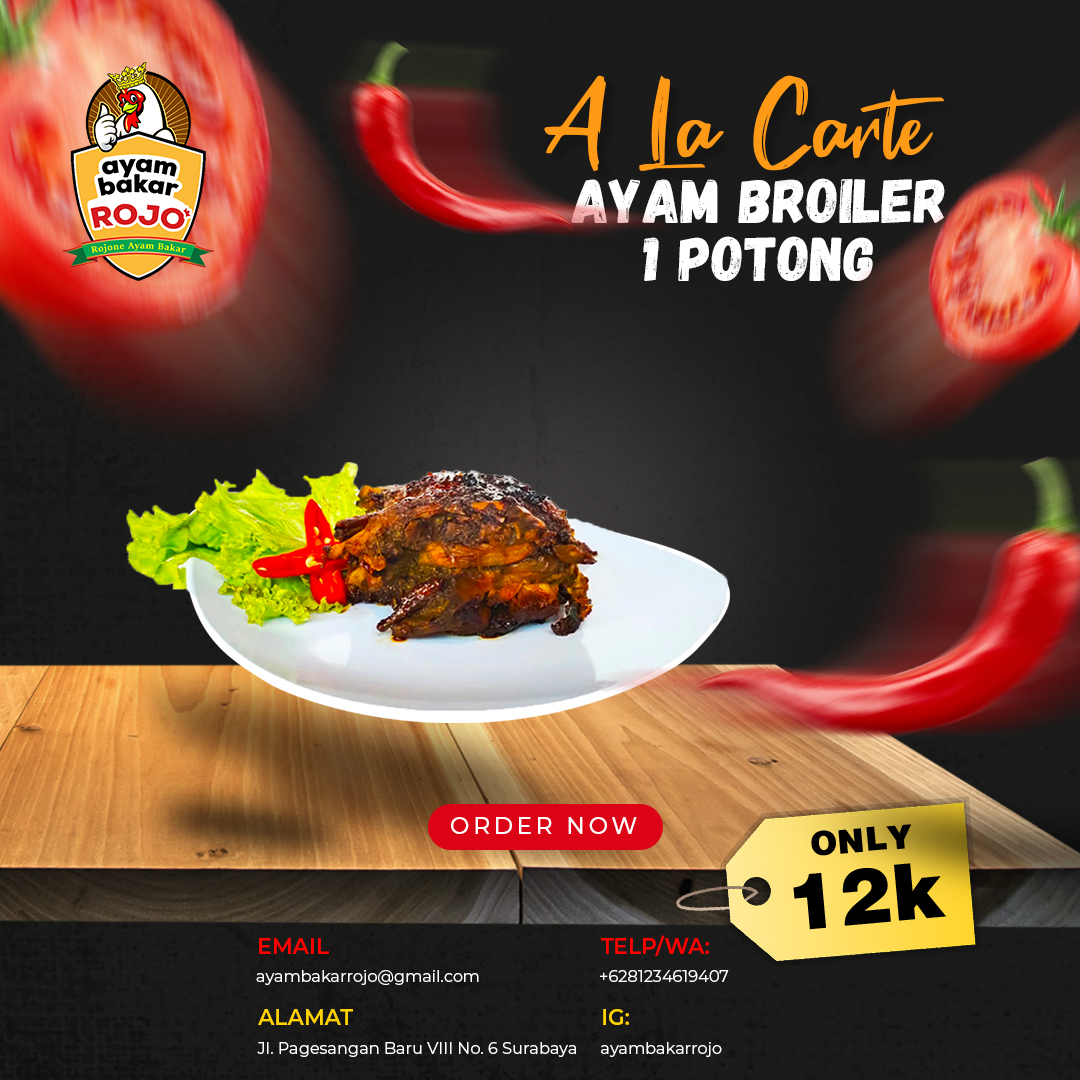 ayam
bakar
ROJO
Rojone Ayam Bakar
A La Carte
AYAM BROILER
1 POTONG
ORDER NOW
ONLY
12k
EMAIL
ayambakarrojo@gmail.com
TELP/WA:
+6281234619407
ALAMAT
Jl. Pagesangan Baru VIII No. 6 Surabaya
IG:
ayambakarrojo